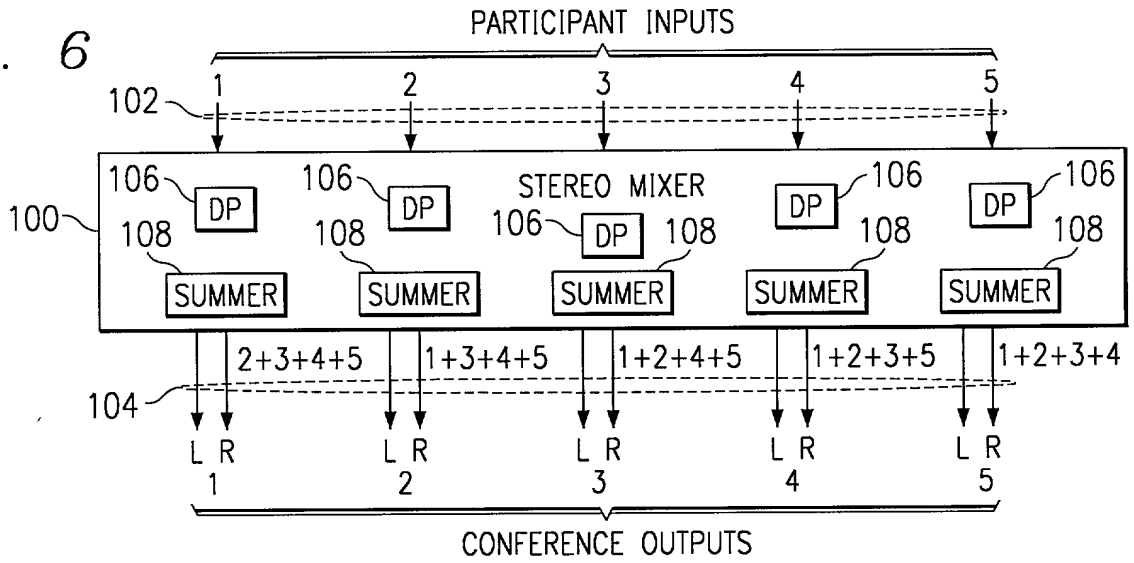 PARTICIPANT INPUTS
. 6
1 2 3 4 5
102
106 106 STEREO MIXER 106 106
DP DP DP DP
100
106 DP
108 108 108 108 108
SUMMER SUMMER SUMMER SUMMER SUMMER
2+3+4+5 1+3+4+5 1+2+4+5 1+2+3+5 1+2+3+4
104
L R L R L R L R L R
1 2 3 4 5
CONFERENCE OUTPUTS